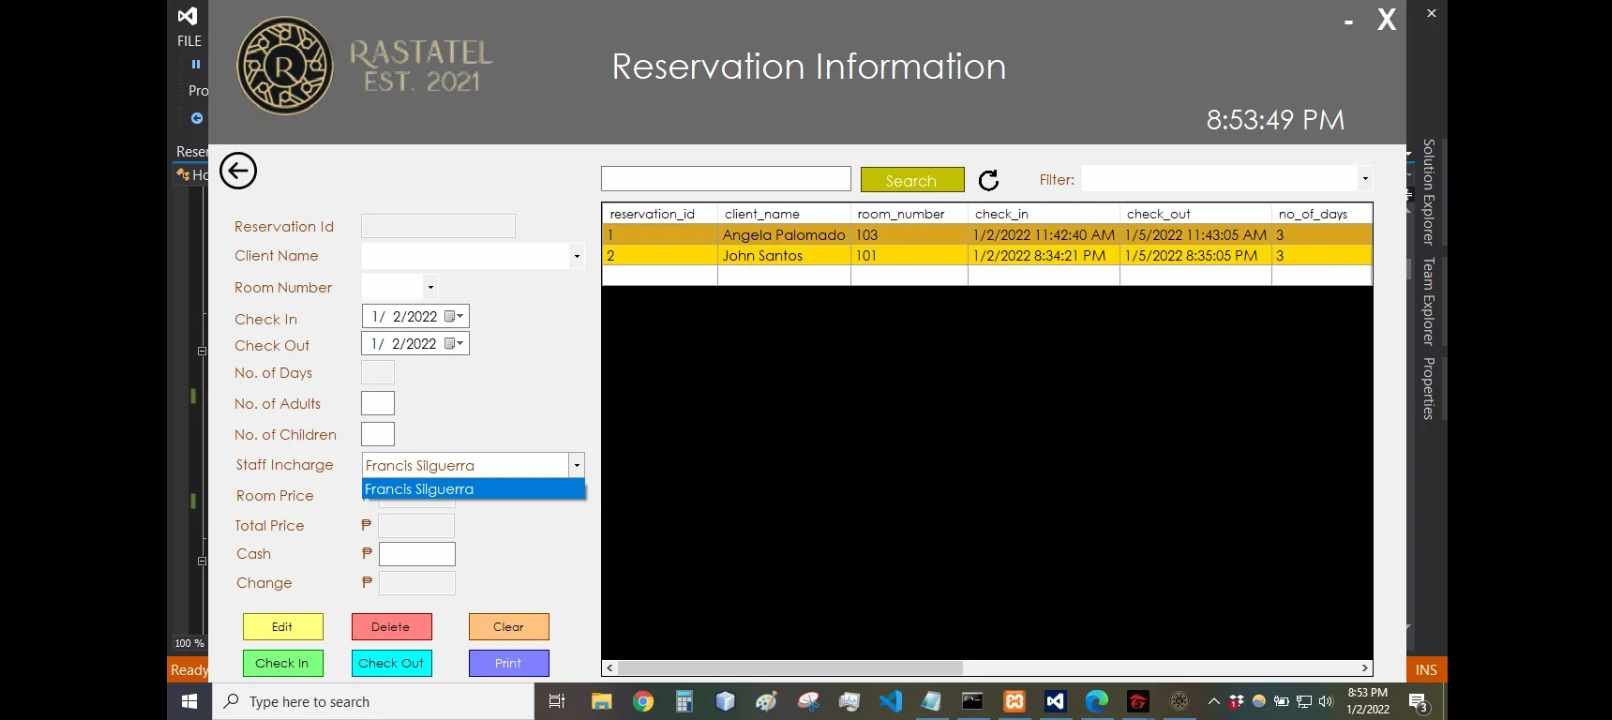 FILE
Pro
Reser
Ho
100 %
Ready
R
RASTATEL
EST. 2021
Reservation Information
- X
8:53:49 PM
Search
Filter:
Reservation Id
Client Name
Room Number
Check In 1/ 2/2022
Check Out 1/ 2/2022
No. of Days
No. of Adults
No. of Children
Staff Incharge Francis Silguerra
Francis Silguerra
Room Price
Total Price ₱
Cash ₱
Change ₱
Edit Delete Clear
Check In Check Out Print
reservation_id client_name room_number check_in check_out no_of_days
1 Angela Palomado 103 1/2/2022 11:42:40 AM 1/5/2022 11:43:05 AM 3
2 John Santos 101 1/2/2022 8:34:21 PM 1/5/2022 8:35:05 PM 3
Solution Explorer
Team Explorer
Properties
INS
Type here to search
8:53 PM
1/2/2022
3